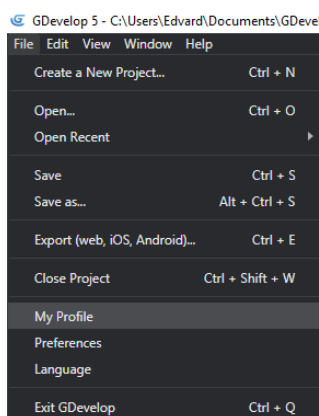 GDevelop 5 - C:\Users\Edvard\Documents\GDevel
File Edit View Window Help
Create a New Project... Ctrl + N
Open... Ctrl + O
Open Recent
Save Ctrl + S
Save as... Alt + Ctrl + S
Export (web, iOS, Android)... Ctrl + E
Close Project Ctrl + Shift + W
My Profile
Preferences
Language
Exit GDevelop Ctrl + Q